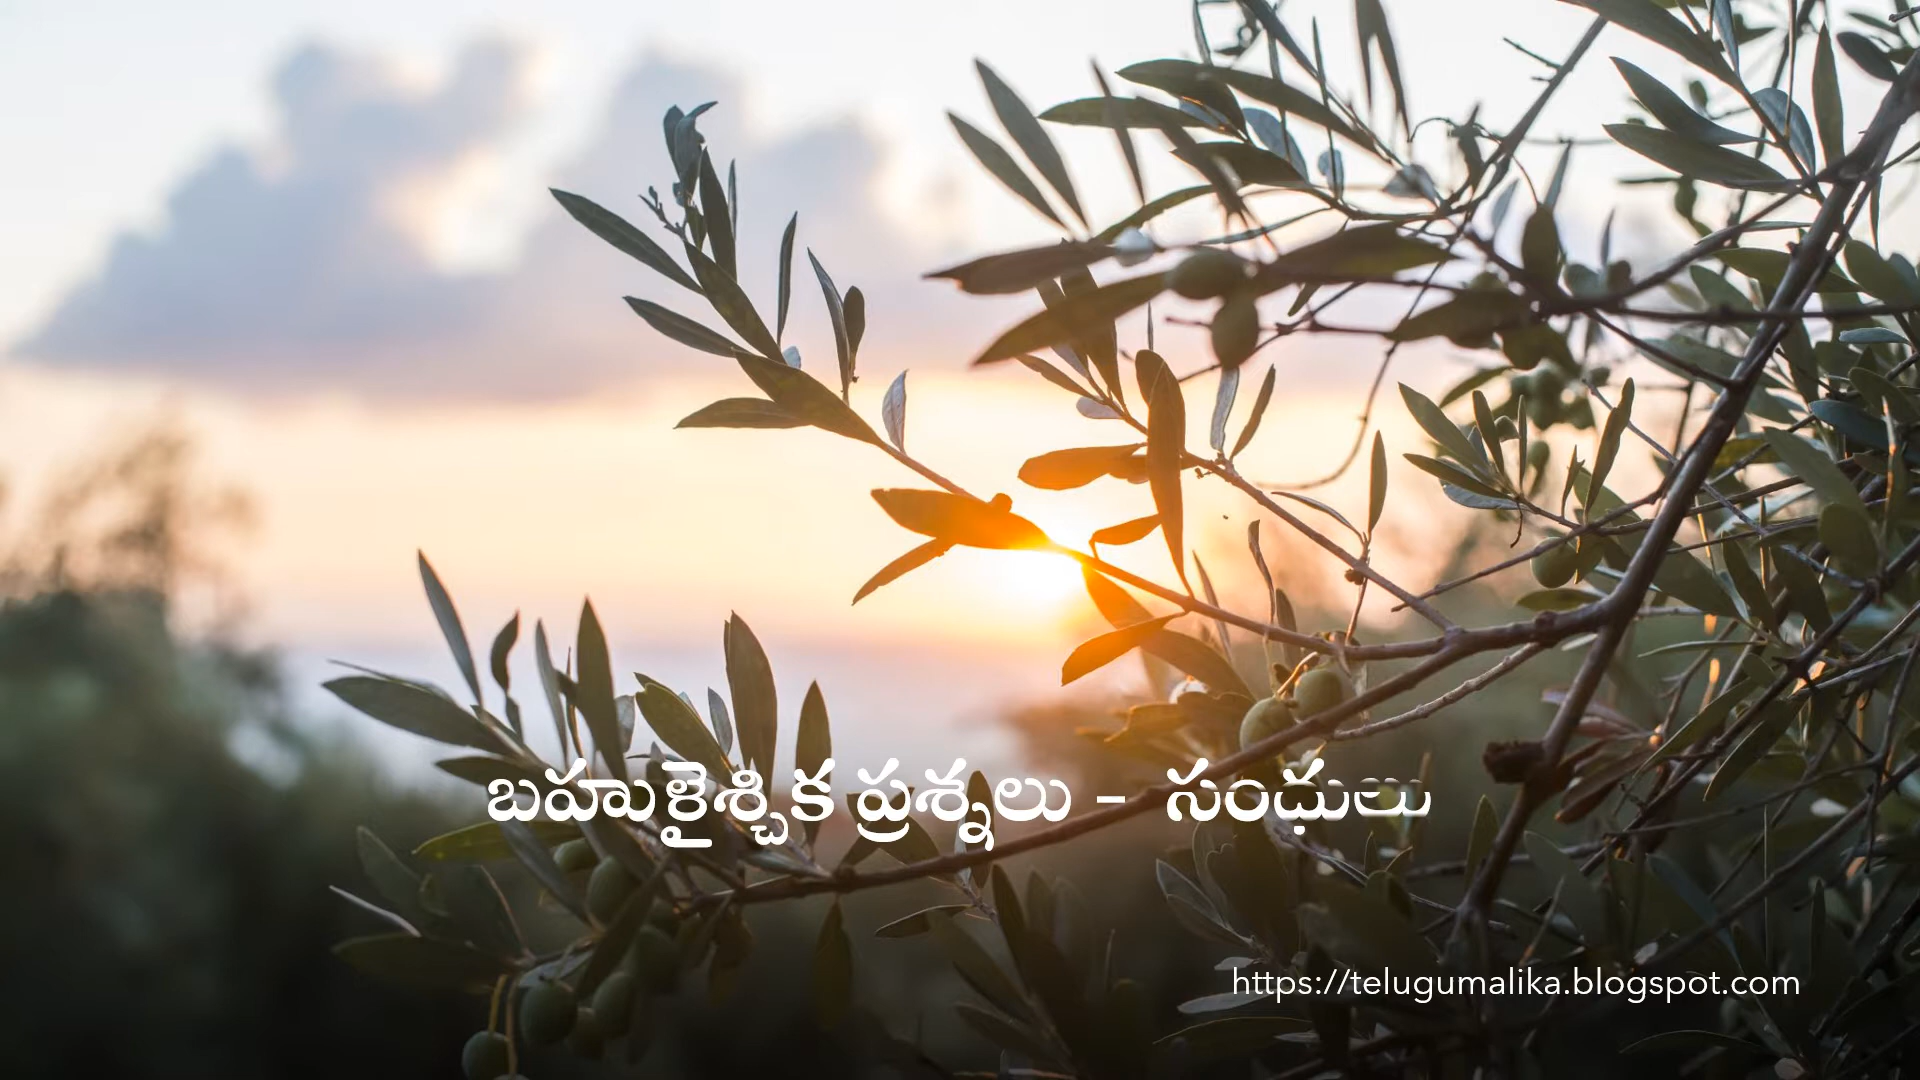 బహుళైశ్చిక ప్రశ్నలు - సంధులు
https://telugumalika.blogspot.com